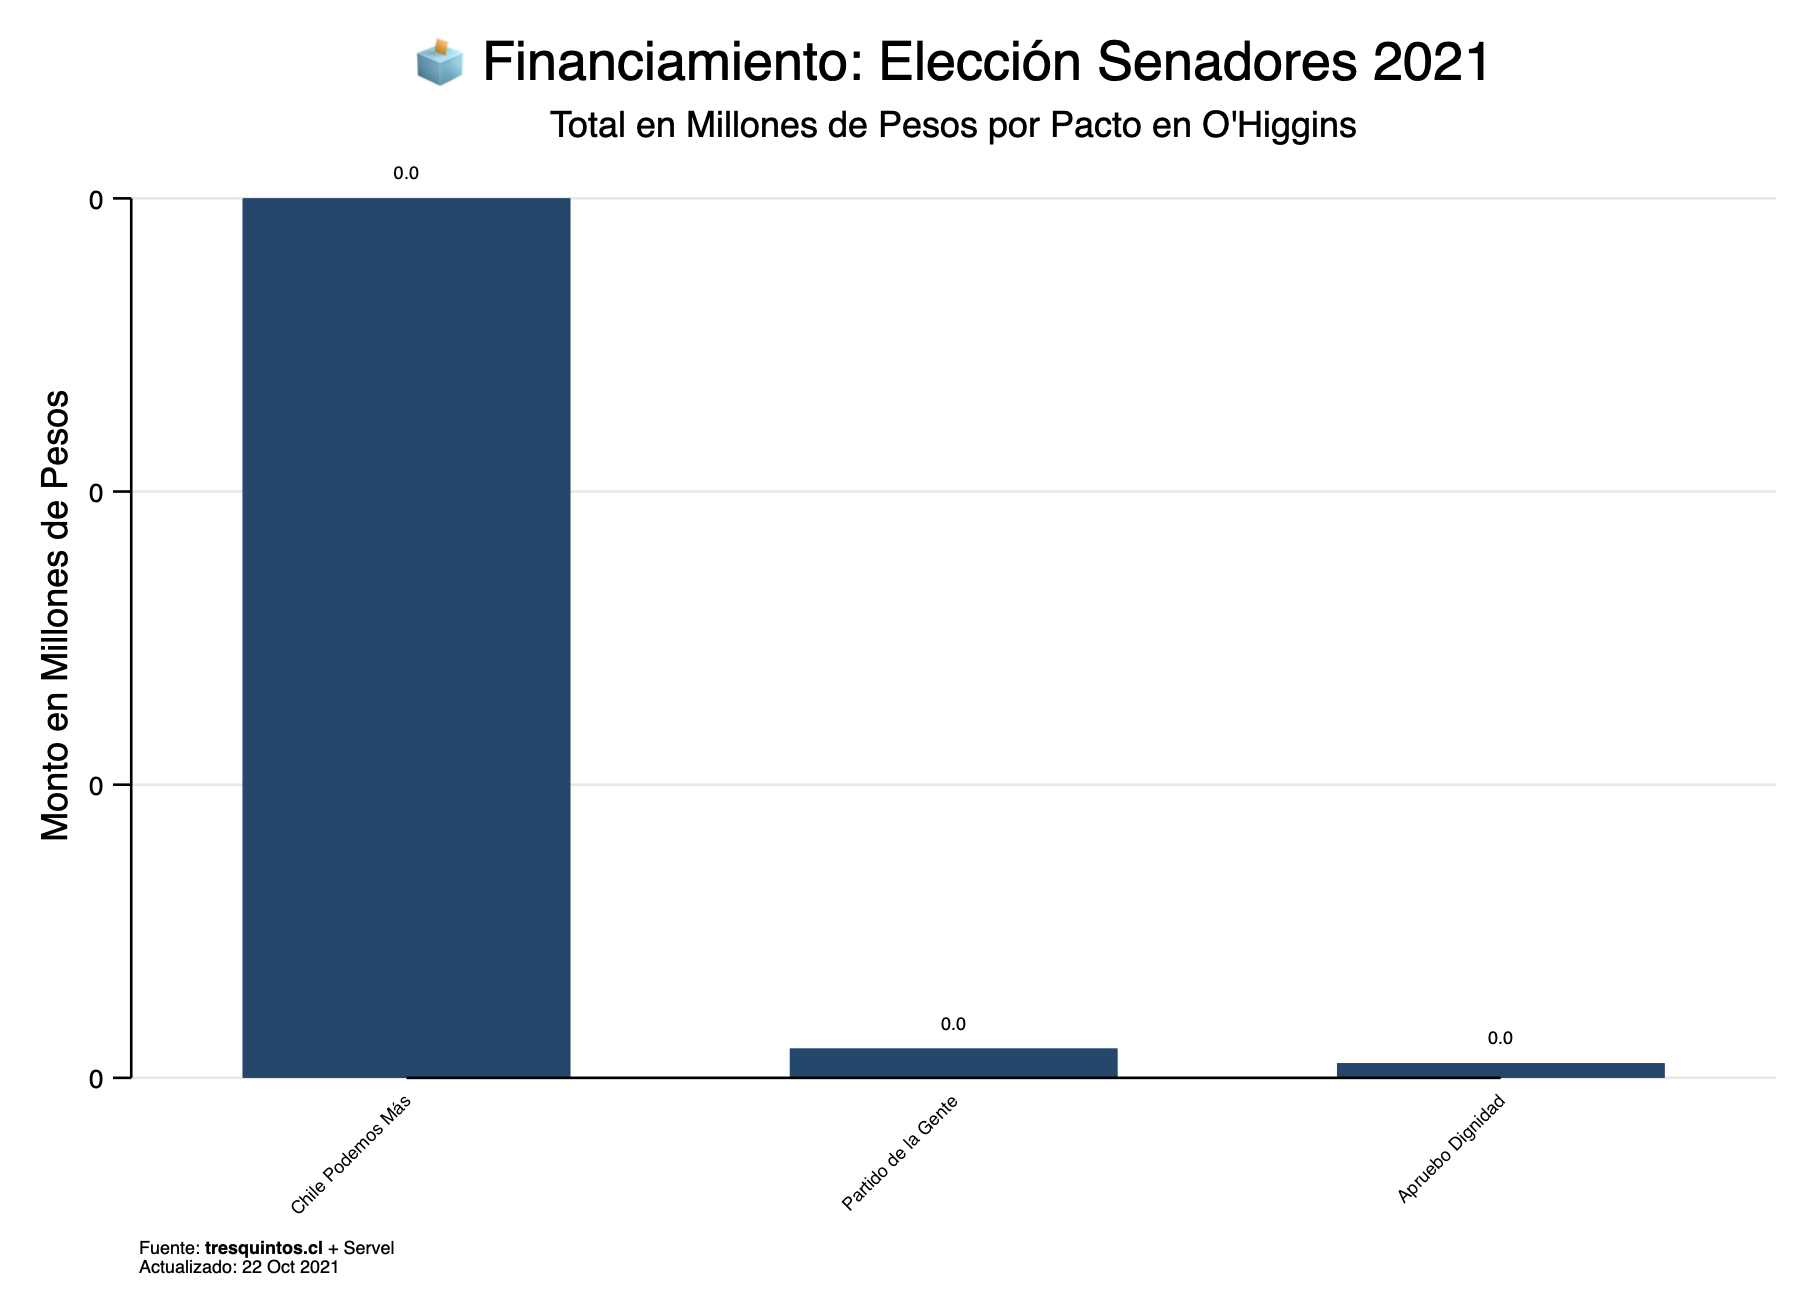 Financiamiento: Elección Senadores 2021
Total en Millones de Pesos por Pacto en O'Higgins
Monto en Millones de Pesos
0
0
0
0
0.0
0.0
0.0
Chile Podemos Más
Partido de la Gente
Apruebo Dignidad
Fuente: tresquintos.cl + Servel
Actualizado: 22 Oct 2021